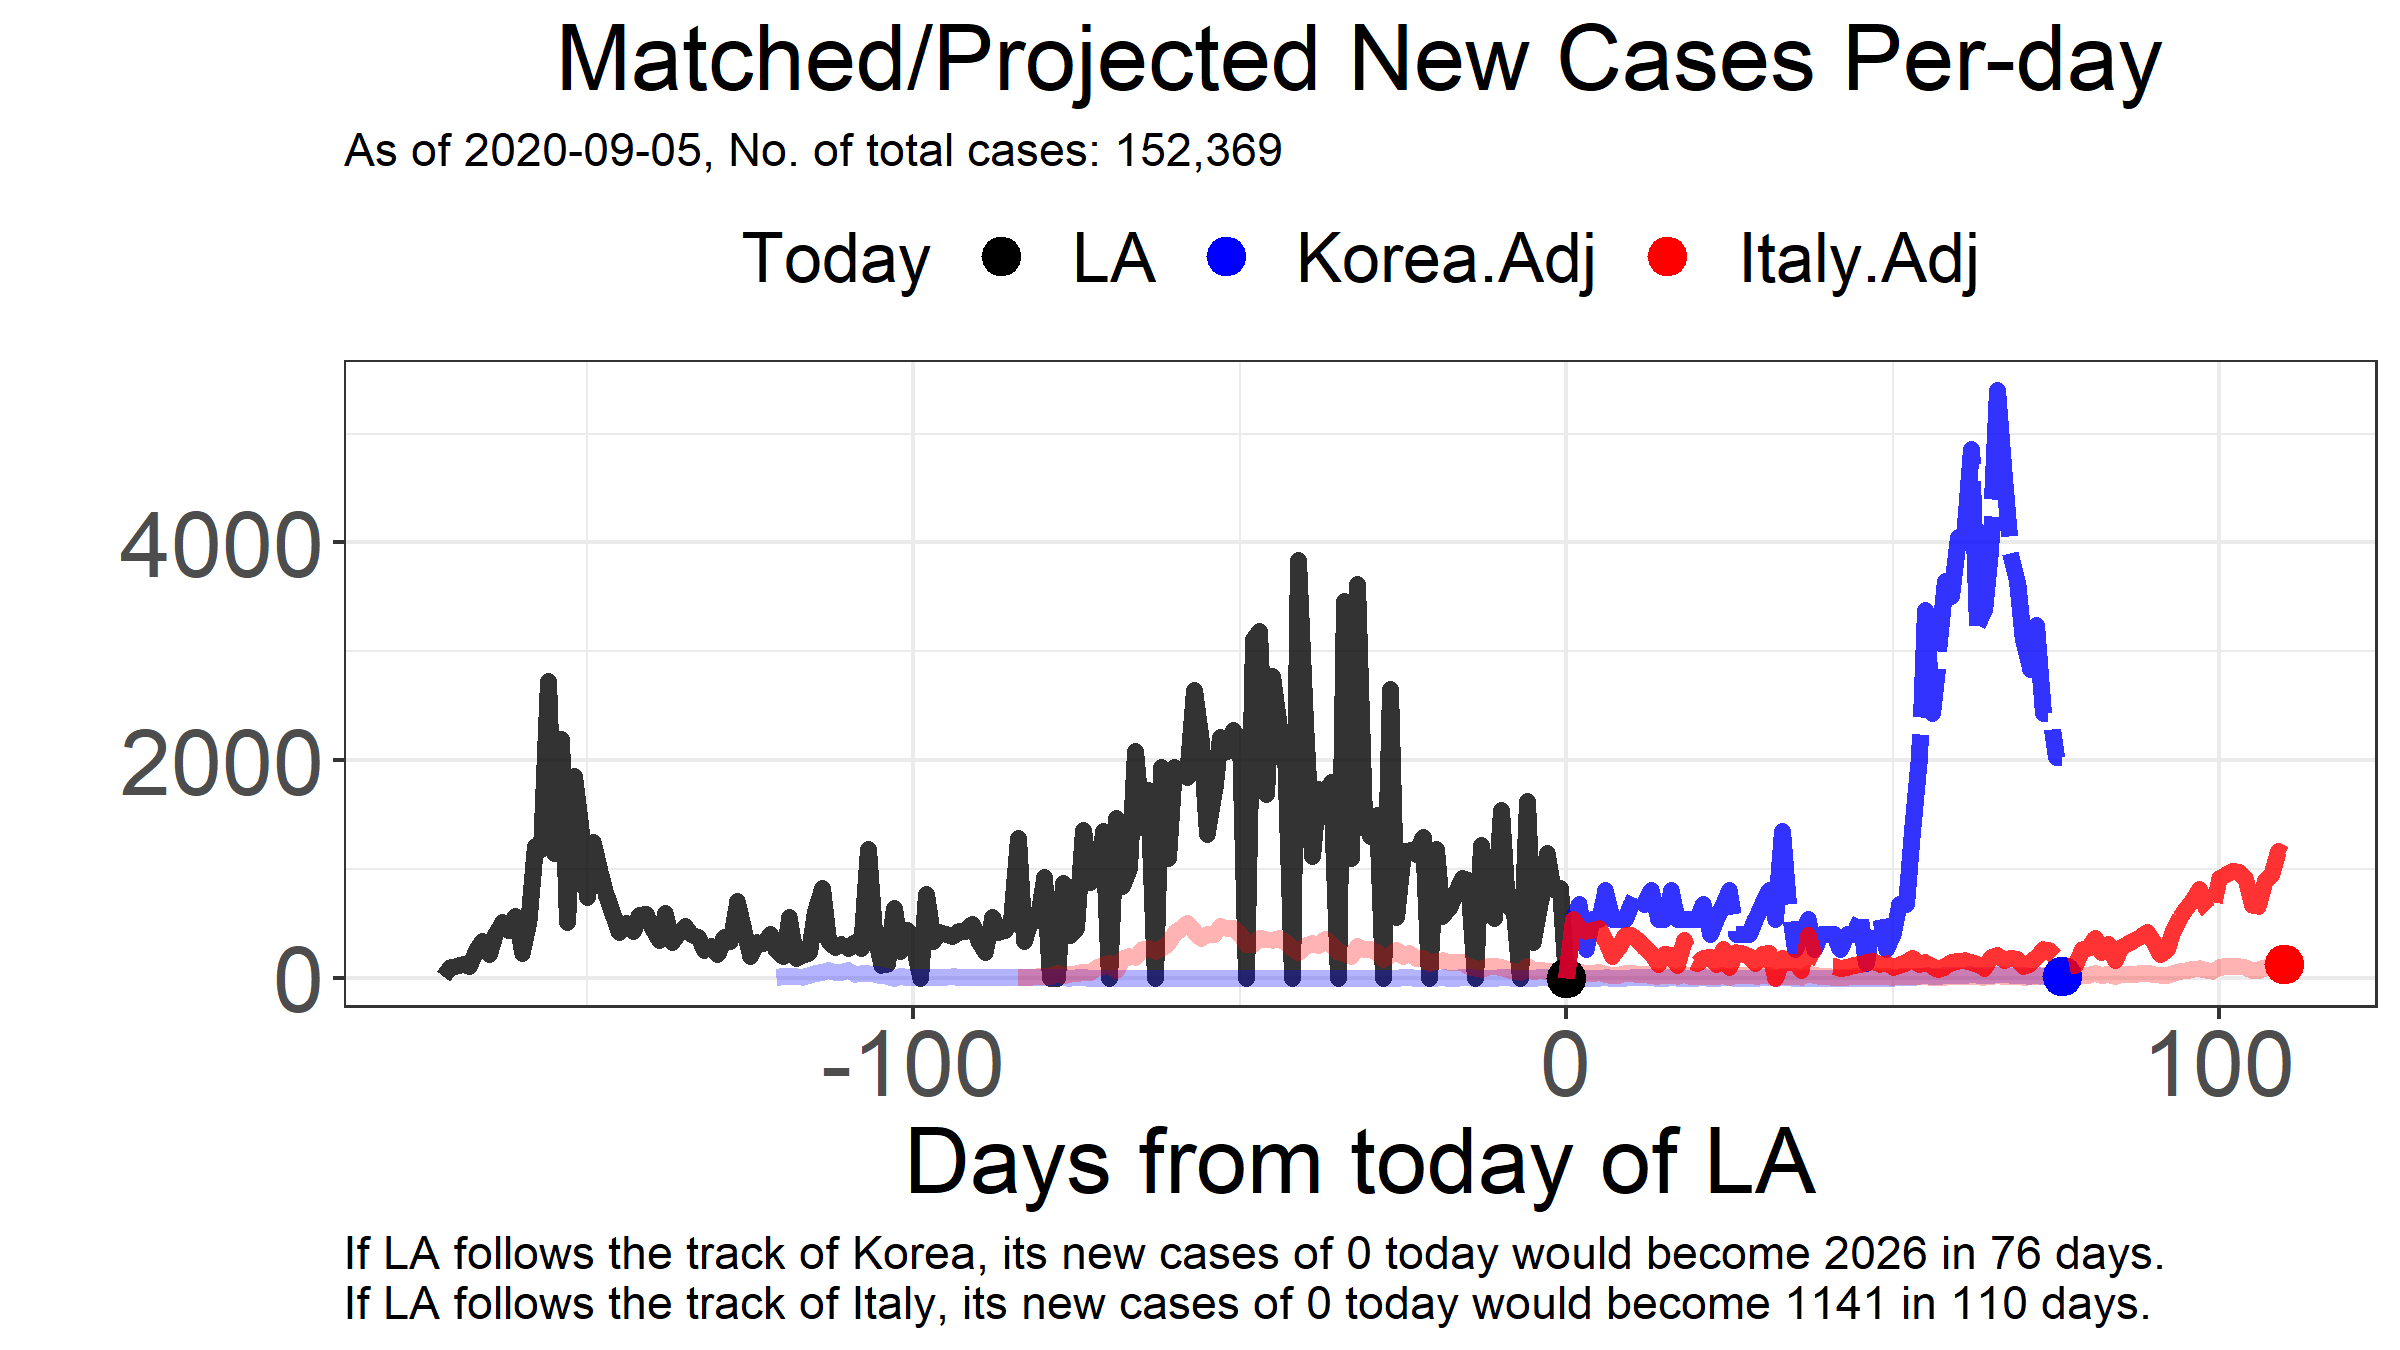 Matched/Projected New Cases Per-day
As of 2020-09-05, No. of total cases: 152,369
Today LA Korea.Adj Italy.Adj
4000
2000
0
-100 0 100
Days from today of LA
If LA follows the track of Korea, its new cases of 0 today would become 2026 in 76 days.
If LA follows the track of Italy, its new cases of 0 today would become 1141 in 110 days.